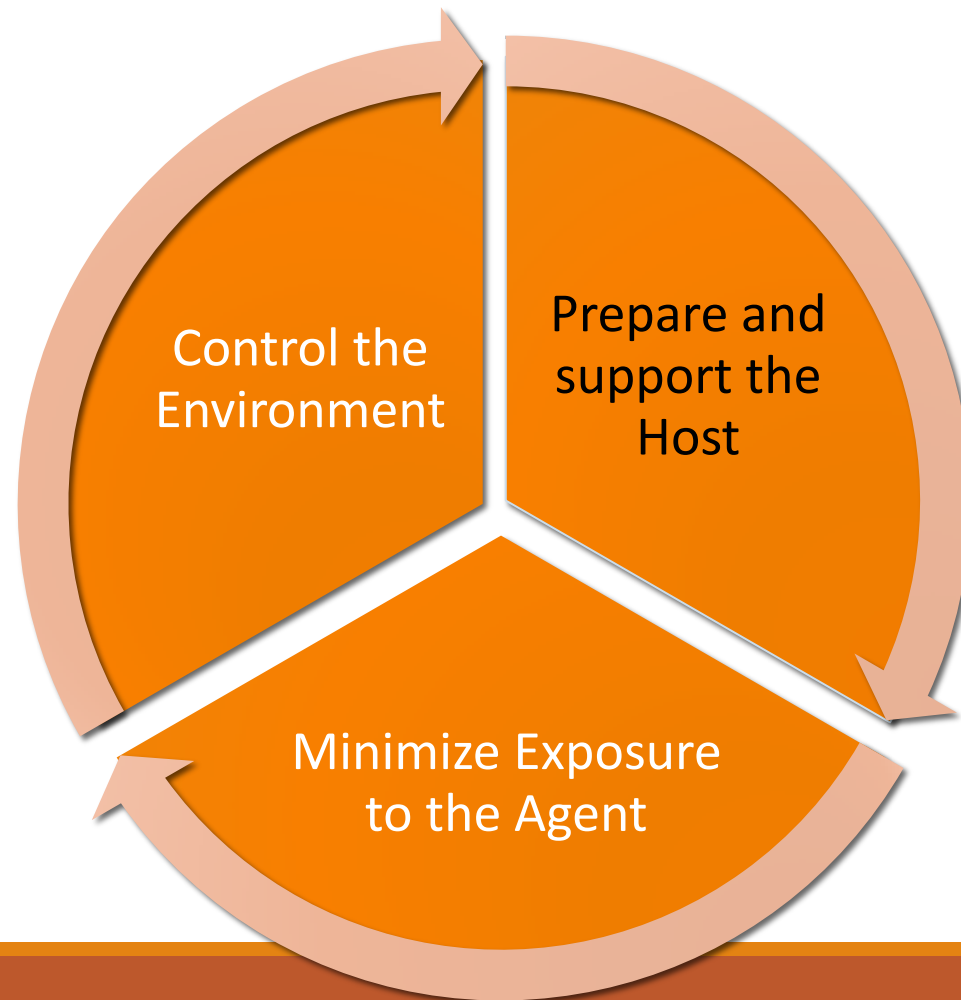 Control the
Environment
Prepare and
support the
Host
Minimize Exposure
to the Agent